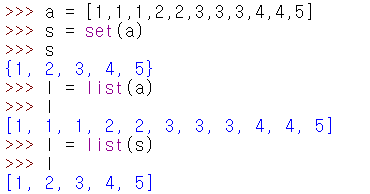 >>> a = [1,1,1,2,2,3,3,3,4,4,5]
>>> s = set(a)
>>> s
{1, 2, 3, 4, 5}
>>> l = list(a)
>>> l
[1, 1, 1, 2, 2, 3, 3, 3, 4, 4, 5]
>>> l = list(s)
>>> l
[1, 2, 3, 4, 5]